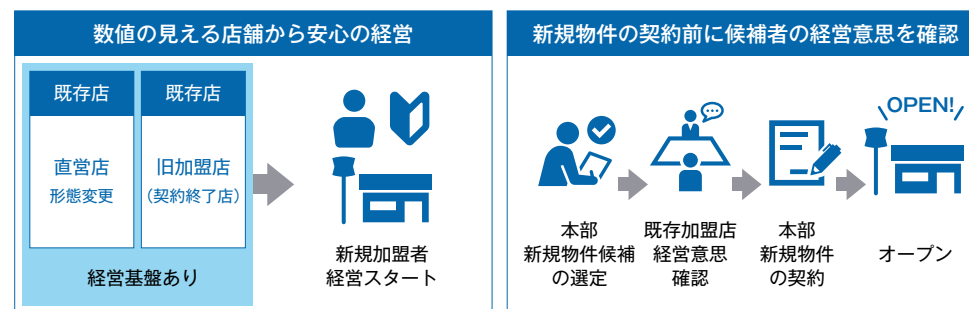 数値の見える店舗から安心の経営
既存店
直営店
形態変更
既存店
旧加盟店
(契約終了店)
経営基盤あり
新規加盟者
経営スタート
新規物件の契約前に候補者の経営意思を確認
本部
新規物件候補
の選定
既存加盟店
経営意思
確認
本部
新規物件
の契約
OPEN!
オープン